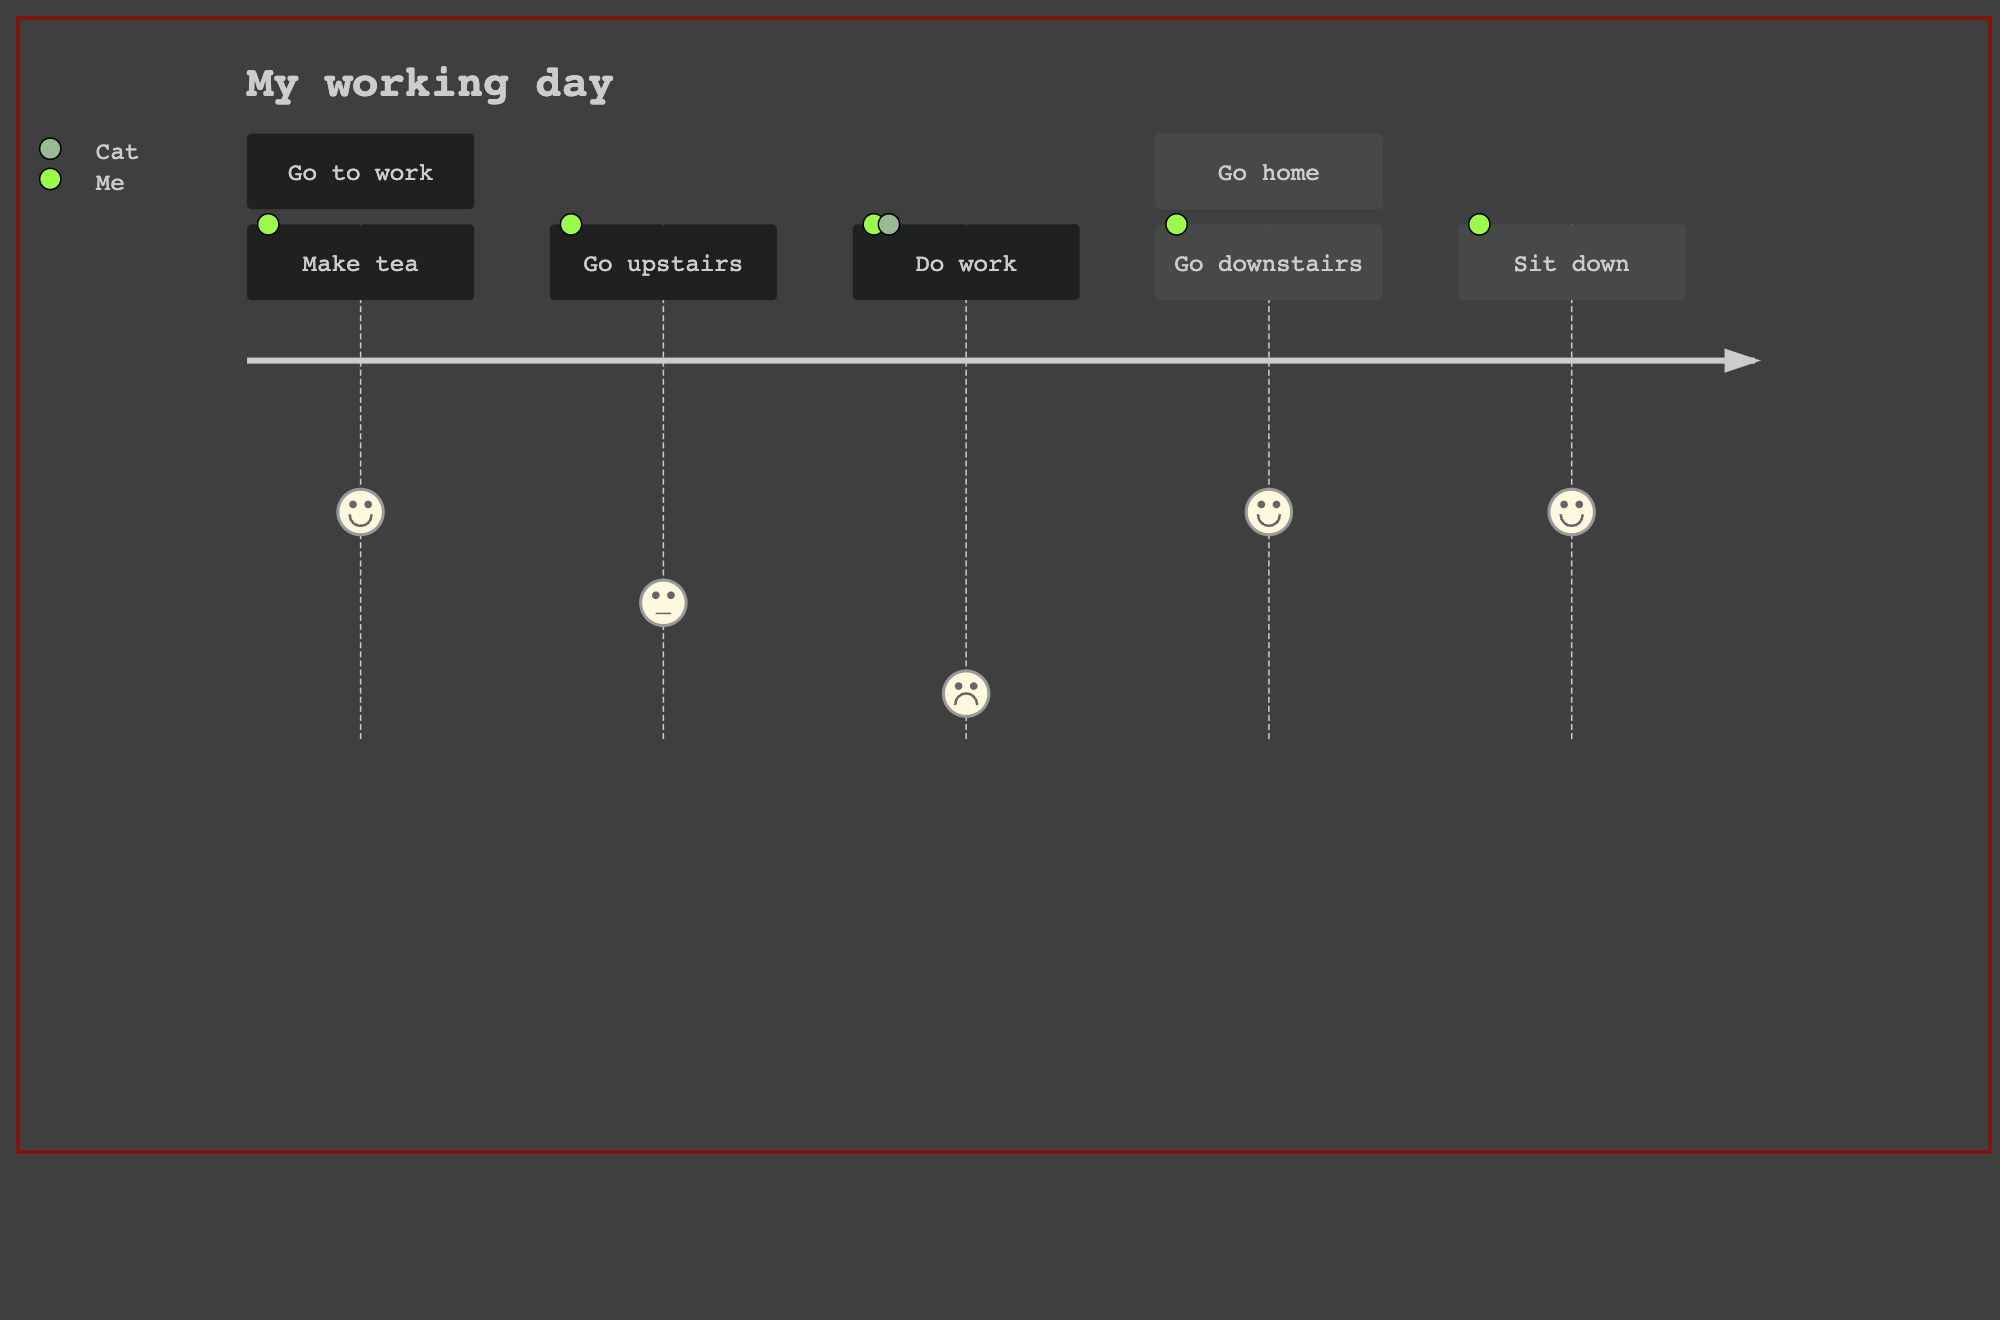 My working day
Cat
Me
Go to work
Go home
Make tea
Go upstairs
Do work
Go downstairs
Sit down